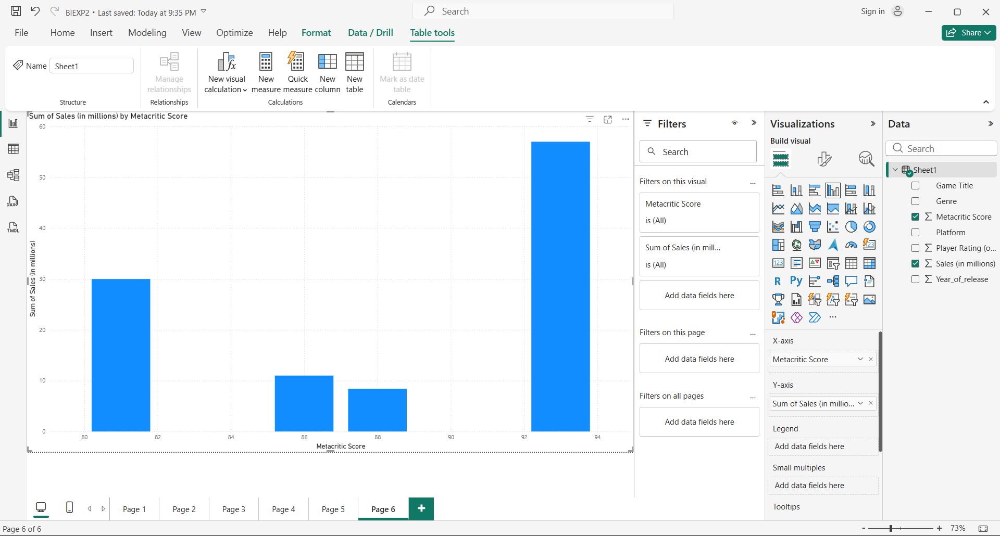 BIEXP2 • Last saved: Today at 9:35 PM
Search
Sign in
File Home Insert Modeling View Optimize Help Format Data / Drill Table tools
Share
Name Sheet1
Structure
Manage relationships
Relationships
New visual calculation
New measure
Quick measure
New column
New table
Calculations
Mark as date table
Calendars
Sum of Sales (in millions) by Metacritic Score
60
50
40
30
20
10
0
Sum of Sales (in millions)
80 82 84 86 88 90 92 94
Metacritic Score
Filters
Search
Filters on this visual ...
Metacritic Score
is (All)
Sum of Sales (in mill...
is (All)
Add data fields here
Filters on this page ...
Add data fields here
Filters on all pages ...
Add data fields here
Visualizations
Build visual
123
123
R Py
...
X-axis
Metacritic Score
Y-axis
Sum of Sales (in millio...
Legend
Add data fields here
Small multiples
Add data fields here
Tooltips
Data
Search
Sheet1
Game Title
Genre
Σ Metacritic Score
Platform
Σ Player Rating (o...
Σ Sales (in millions)
Σ Year_of_release
DAX
TMDL
Page 1 Page 2 Page 3 Page 4 Page 5 Page 6 +
Page 6 of 6
- + 73%